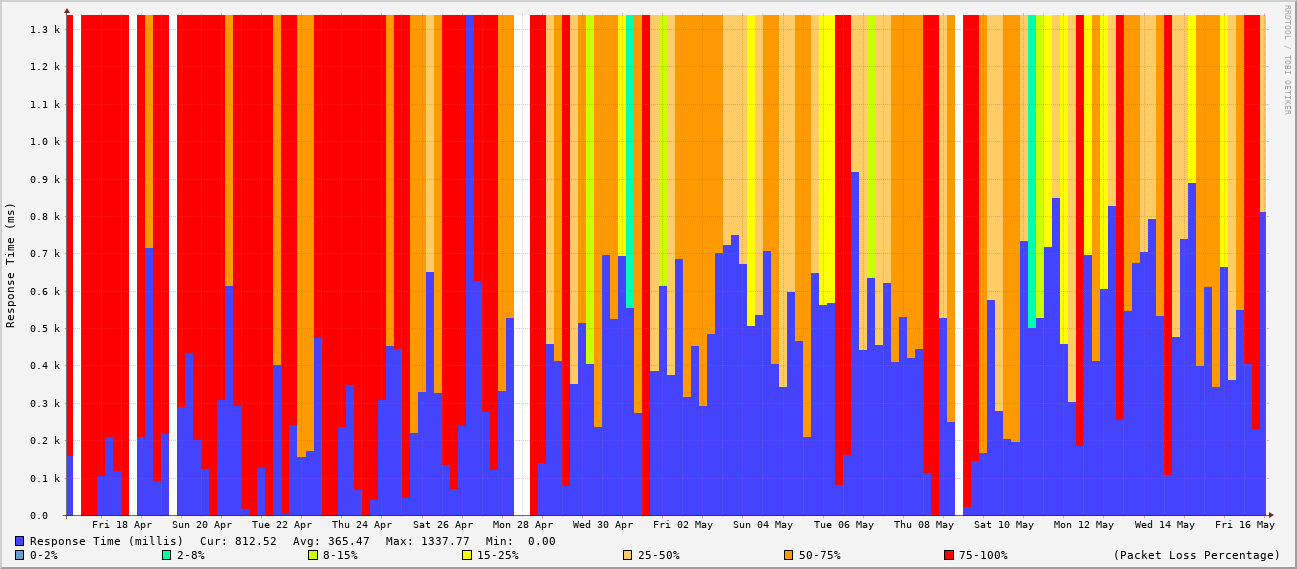 RRDTOOL / TOBI OETIKER
Response Time (ms)
1.3 k
1.2 k
1.1 k
1.0 k
0.9 k
0.8 k
0.7 k
0.6 k
0.5 k
0.4 k
0.3 k
0.2 k
0.1 k
0.0
Fri 18 Apr Sun 20 Apr Tue 22 Apr Thu 24 Apr Sat 26 Apr Mon 28 Apr Wed 30 Apr Fri 02 May Sun 04 May Tue 06 May Thu 08 May Sat 10 May Mon 12 May Wed 14 May Fri 16 May
Response Time (millis) Cur: 812.52 Avg: 365.47 Max: 1337.77 Min: 0.00
0-2% 2-8% 8-15% 15-25% 25-50% 50-75% 75-100% (Packet Loss Percentage)